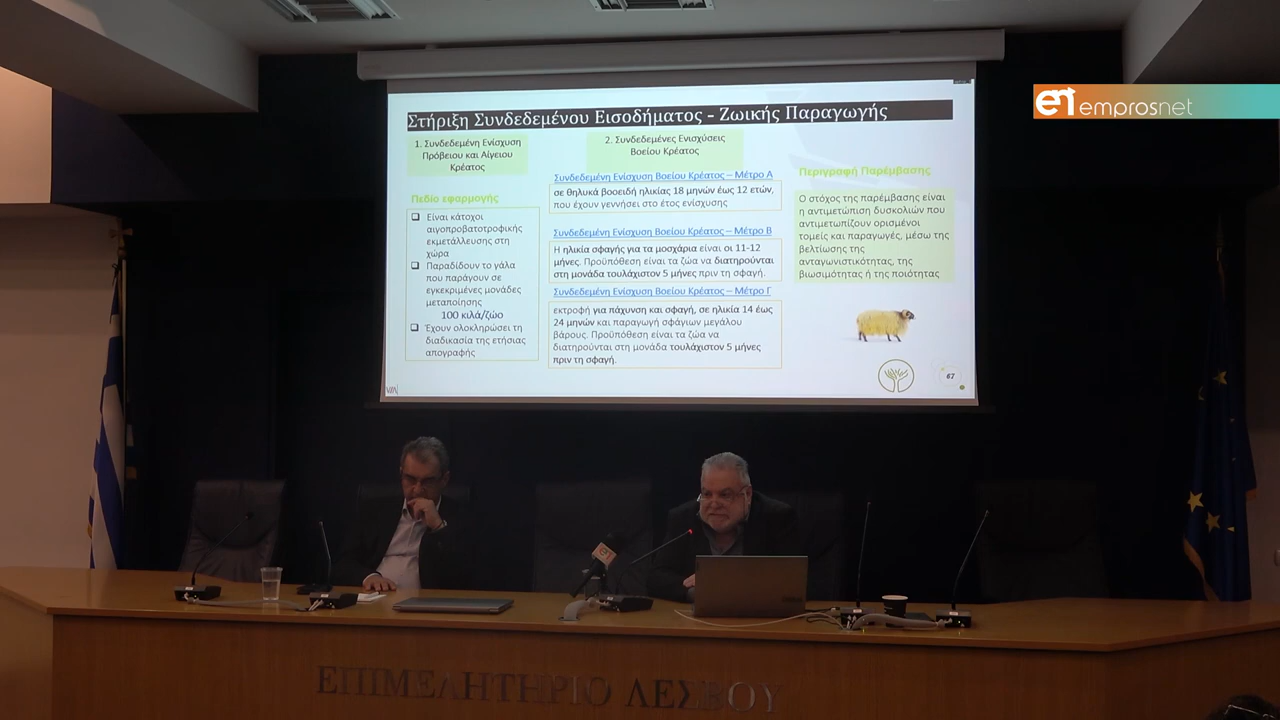 emprosnet
Στήριξη Συνδεδεμένου Εισοδήματος - Ζωικής Παραγωγής
1. Συνδεδεμένη Ενίσχυση
Πρόβειου και Αίγειου
Κρέατος
Πεδίο εφαρμογής
Είναι κάτοχοι
αιγοπροβατοτροφικής
εκμετάλλευσης στη
χώρα
Παραδίδουν το γάλα
που παράγουν σε
εγκεκριμένες μονάδες
μεταποίησης
100 κιλά/ζώο
Έχουν ολοκληρώσει τη
διαδικασία της ετήσιας
απογραφής
2. Συνδεδεμένες Ενισχύσεις
Βοείου Κρέατος
Συνδεδεμένη Ενίσχυση Βοείου Κρέατος – Μέτρο Α
σε θηλυκά βοοειδή ηλικίας 18 μηνών έως 12 ετών,
που έχουν γεννήσει στο έτος ενίσχυσης
Συνδεδεμένη Ενίσχυση Βοείου Κρέατος – Μέτρο Β
Η ηλικία σφαγής για τα μοσχάρια είναι οι 11-12
μήνες. Προϋπόθεση είναι τα ζώα να διατηρούνται
στη μονάδα τουλάχιστον 5 μήνες πριν τη σφαγή.
Συνδεδεμένη Ενίσχυση Βοείου Κρέατος – Μέτρο Γ
εκτροφή για πάχυνση και σφαγή, σε ηλικία 14 έως
24 μηνών και παραγωγή σφάγιων μεγάλου
βάρους. Προϋπόθεση είναι τα ζώα να
διατηρούνται στη μονάδα τουλάχιστον 5 μήνες
πριν τη σφαγή.
Περιγραφή Παρέμβασης
Ο στόχος της παρέμβασης είναι
η αντιμετώπιση δυσκολιών που
αντιμετωπίζουν ορισμένοι
τομείς και παραγωγές, μέσω της
βελτίωσης της
ανταγωνιστικότητας, της
βιωσιμότητας ή της ποιότητας
67
ΕΠΙΜΕΛΗΤΗΡΙΟ ΛΕΣΒΟΥ